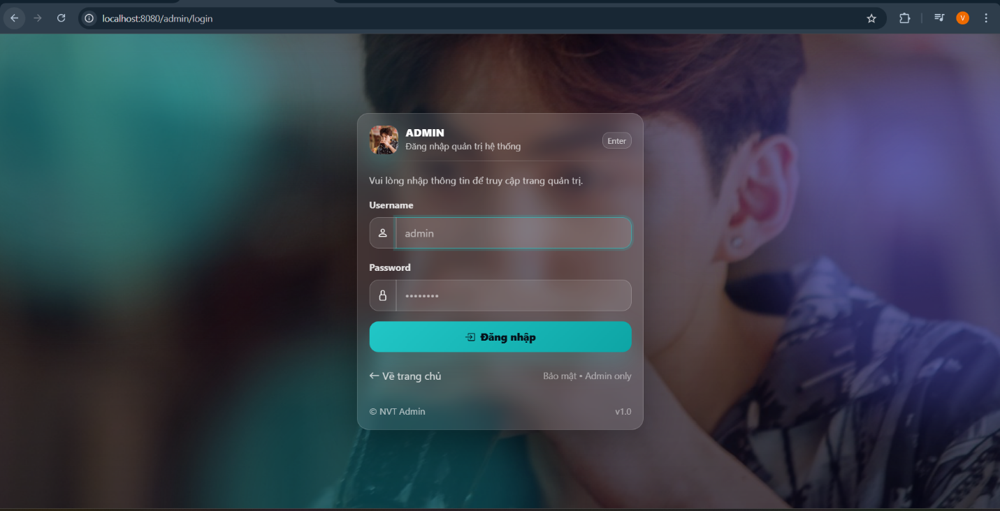 localhost:8080/admin/login
V
ADMIN
Đăng nhập quản trị hệ thống
Enter
Vui lòng nhập thông tin để truy cập trang quản trị.
Username
admin
Password
••••••••
Đăng nhập
← Về trang chủ
Bảo mật • Admin only
© NVT Admin
v1.0